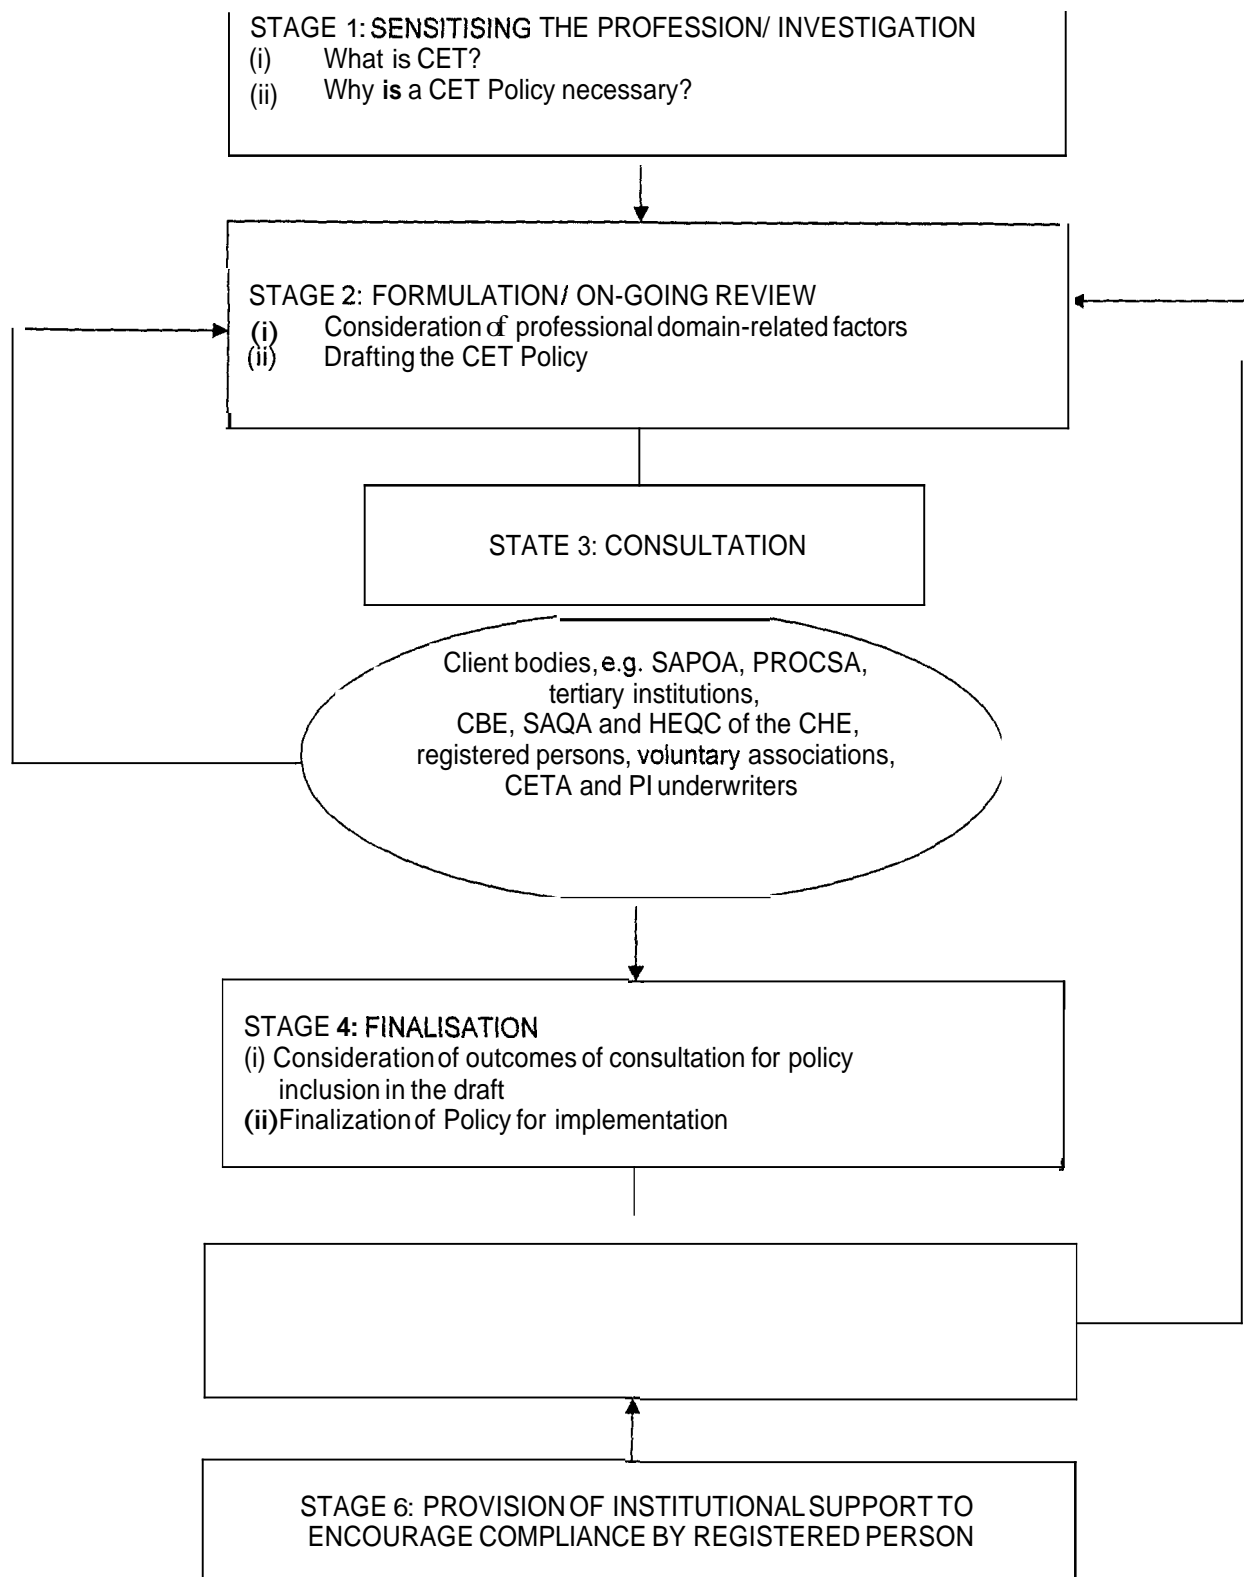 STAGE 1: SENSITISING THE PROFESSION/ INVESTIGATION
(i) What is CET?
(ii) Why is a CET Policy necessary?
STAGE 2: FORMULATION/ ON-GOING REVIEW
(i) Consideration of professional domain-related factors
(ii) Drafting the CET Policy
STATE 3: CONSULTATION
Client bodies, e.g. SAPOA, PROCSA,
tertiary institutions,
CBE, SAQA and HEQC of the CHE,
registered persons, voluntary associations,
CETA and PI underwriters
STAGE 4: FINALISATION
(i) Consideration of outcomes of consultation for policy
inclusion in the draft
(ii) Finalization of Policy for implementation
STAGE 6: PROVISION OF INSTITUTIONAL SUPPORT TO
ENCOURAGE COMPLIANCE BY REGISTERED PERSON